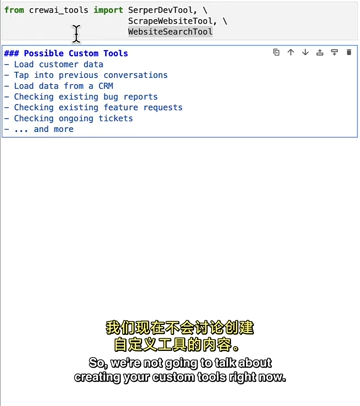 from crewai_tools import SerperDevTool, \
ScrapeWebsiteTool, \
WebsiteSearchTool
### Possible Custom Tools
- Load customer data
- Tap into previous conversations
- Load data from a CRM
- Checking existing bug reports
- Checking existing feature requests
- Checking ongoing tickets
- ... and more
我们现在不会讨论创建
自定义工具的内容。
So, we're not going to talk about
creating your custom tools right now.